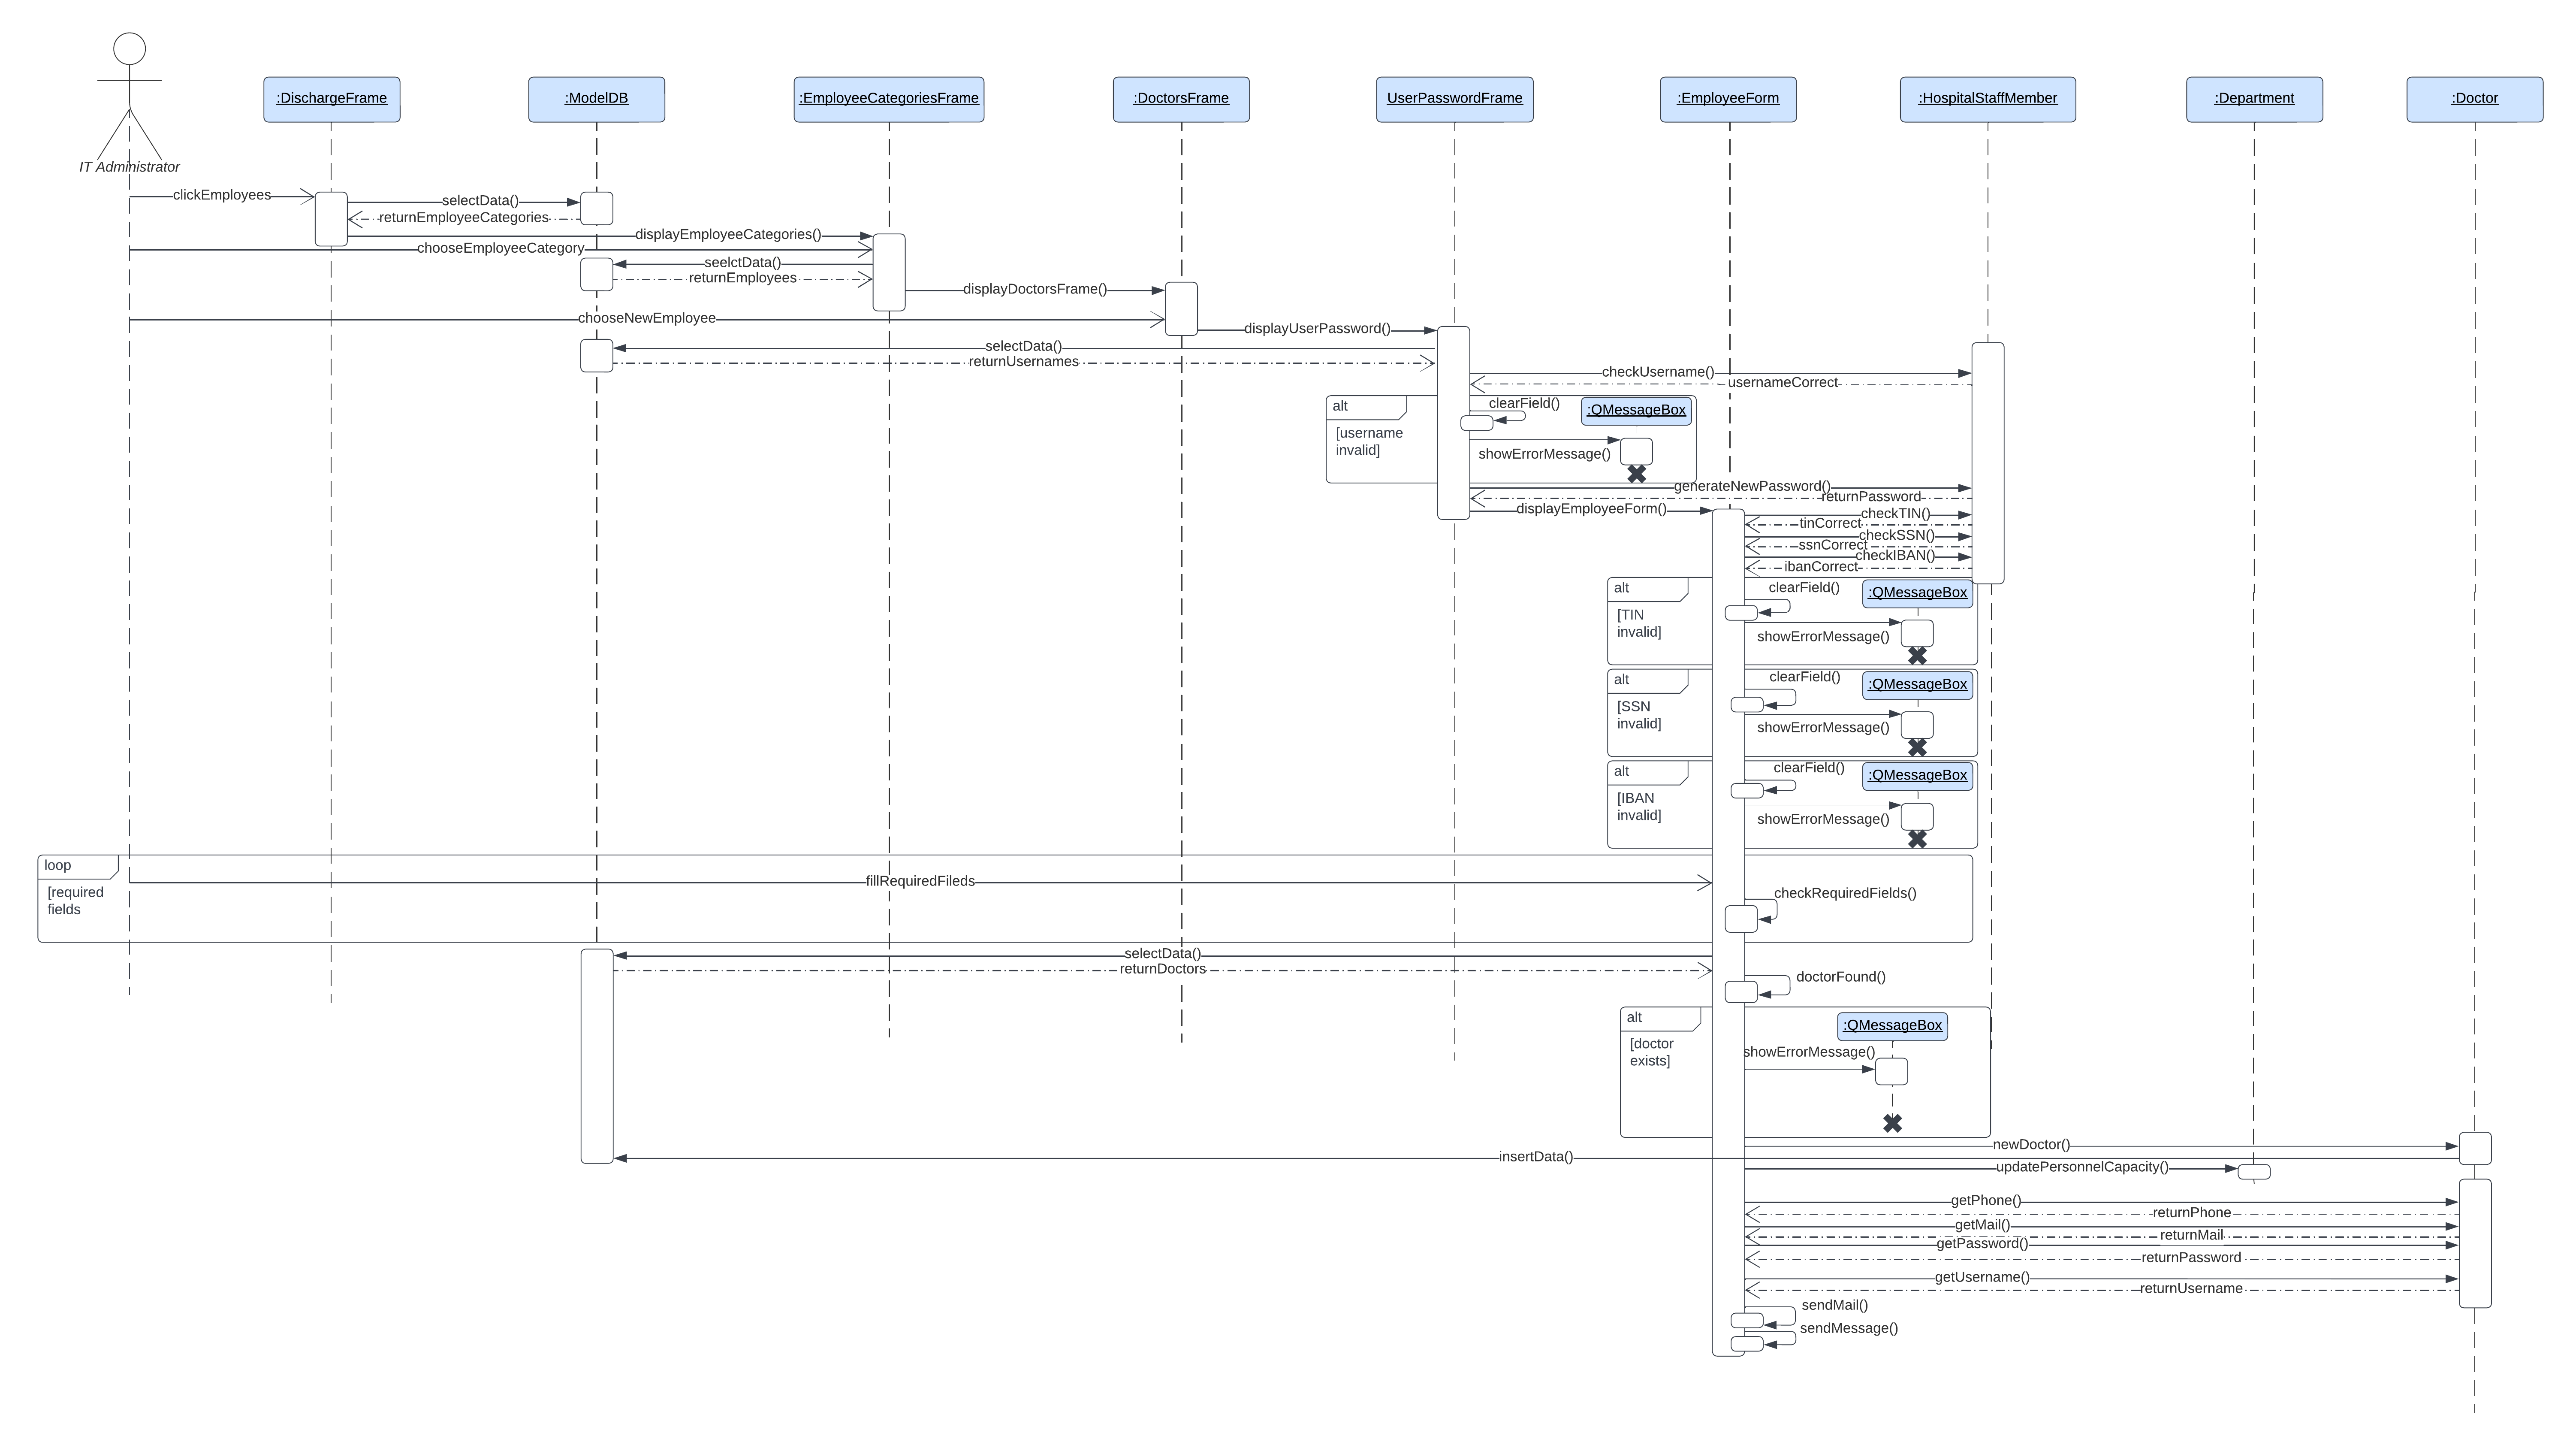 :DischargeFrame
:ModelDB
:EmployeeCategoriesFrame
:DoctorsFrame
UserPasswordFrame
:EmployeeForm
:HospitalStaffMember
:Department
:Doctor
IT Administrator
clickEmployees
selectData()
returnEmployeeCategories
displayEmployeeCategories()
chooseEmployeeCategory
seelctData()
returnEmployees
displayDoctorsFrame()
chooseNewEmployee
displayUserPassword()
selectData()
returnUsernames
checkUsername()
usernameCorrect
alt
clearField()
:QMessageBox
[username
invalid]
showErrorMessage()
generateNewPassword()
returnPassword
displayEmployeeForm()
checkTIN()
tinCorrect
checkSSN()
ssnCorrect
checkIBAN()
ibanCorrect
alt
clearField()
:QMessageBox
[TIN
invalid]
showErrorMessage()
alt
clearField()
:QMessageBox
[SSN
invalid]
showErrorMessage()
alt
clearField()
:QMessageBox
[IBAN
invalid]
showErrorMessage()
loop
[required
fields
fillRequiredFileds
checkRequiredFields()
selectData()
returnDoctors
doctorFound()
alt
:QMessageBox
[doctor
exists]
showErrorMessage()
newDoctor()
insertData()
updatePersonnelCapacity()
getPhone()
returnPhone
getMail()
returnMail
getPassword()
returnPassword
getUsername()
returnUsername
sendMail()
sendMessage()